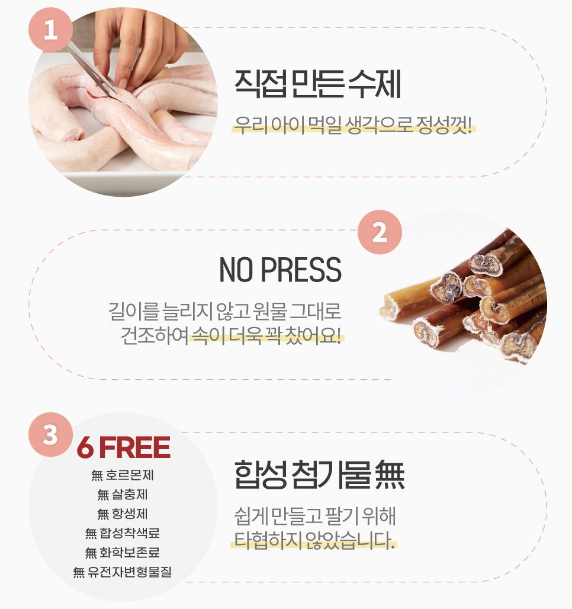 1
직접 만든 수제
우리 아이 먹일 생각으로 정성껏!
2
NO PRESS
길이를 늘리지 않고 원물 그대로
건조하여 속이 더욱 꽉 찼어요!
3
6 FREE
無 호르몬제
無 살충제
無 항생제
無 합성착색료
無 화학보존료
無 유전자변형물질
합성 첨가물 無
쉽게 만들고 팔기 위해
타협하지 않았습니다.